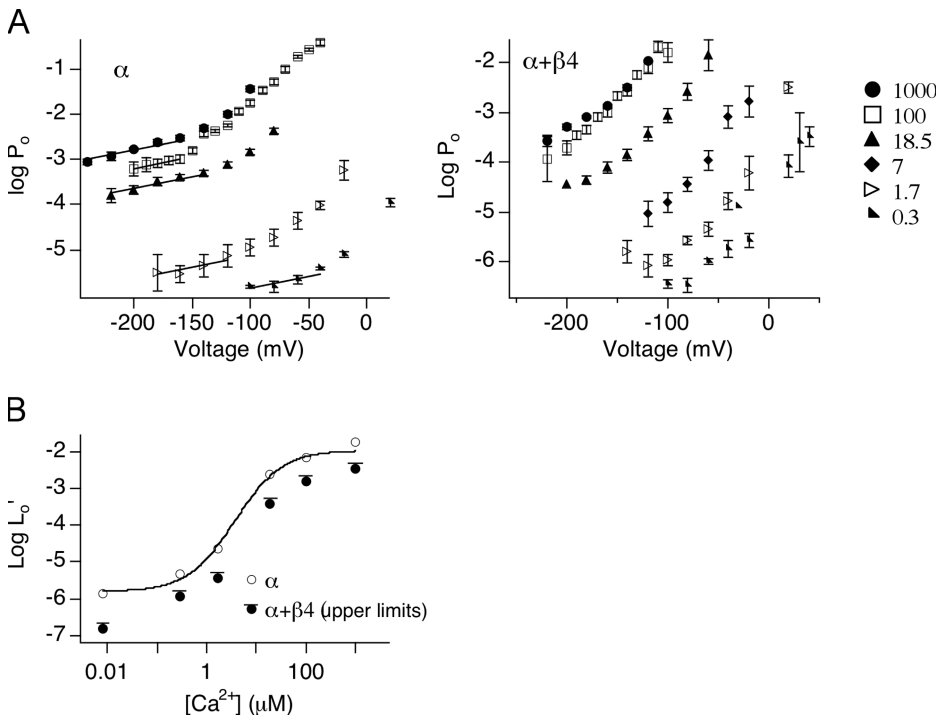 A
α
log Pₒ
-1
-2
-3
-4
-5
-200
-150
-100
-50
0
Voltage (mV)
α+β4
Log Pₒ
-2
-3
-4
-5
-6
-200
-100
0
Voltage (mV)
1000
100
18.5
7
1.7
0.3
B
Log Lₒ'
-2
-3
-4
-5
-6
-7
α
α+β4 (upper limits)
0.01
1
100
[Ca²⁺] (μM)